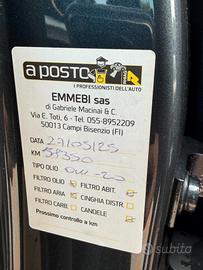 a posto
I PROFESSIONISTI DELL'AUTO
EMMEBI sas
di Gabriele Macinai & C.
Via E. Toti, 6 - Tel. 055-8952209
50013 Campi Bisenzio (FI)
DATA 27/05/25
KM 58350
TIPO OLIO 0W-20
FILTRO OLIO FILTRO ABIT.
FILTRO ARIA CINGHIA DISTR.
FILTRO CARB. CANDELE
Prossimo controllo a km
subito